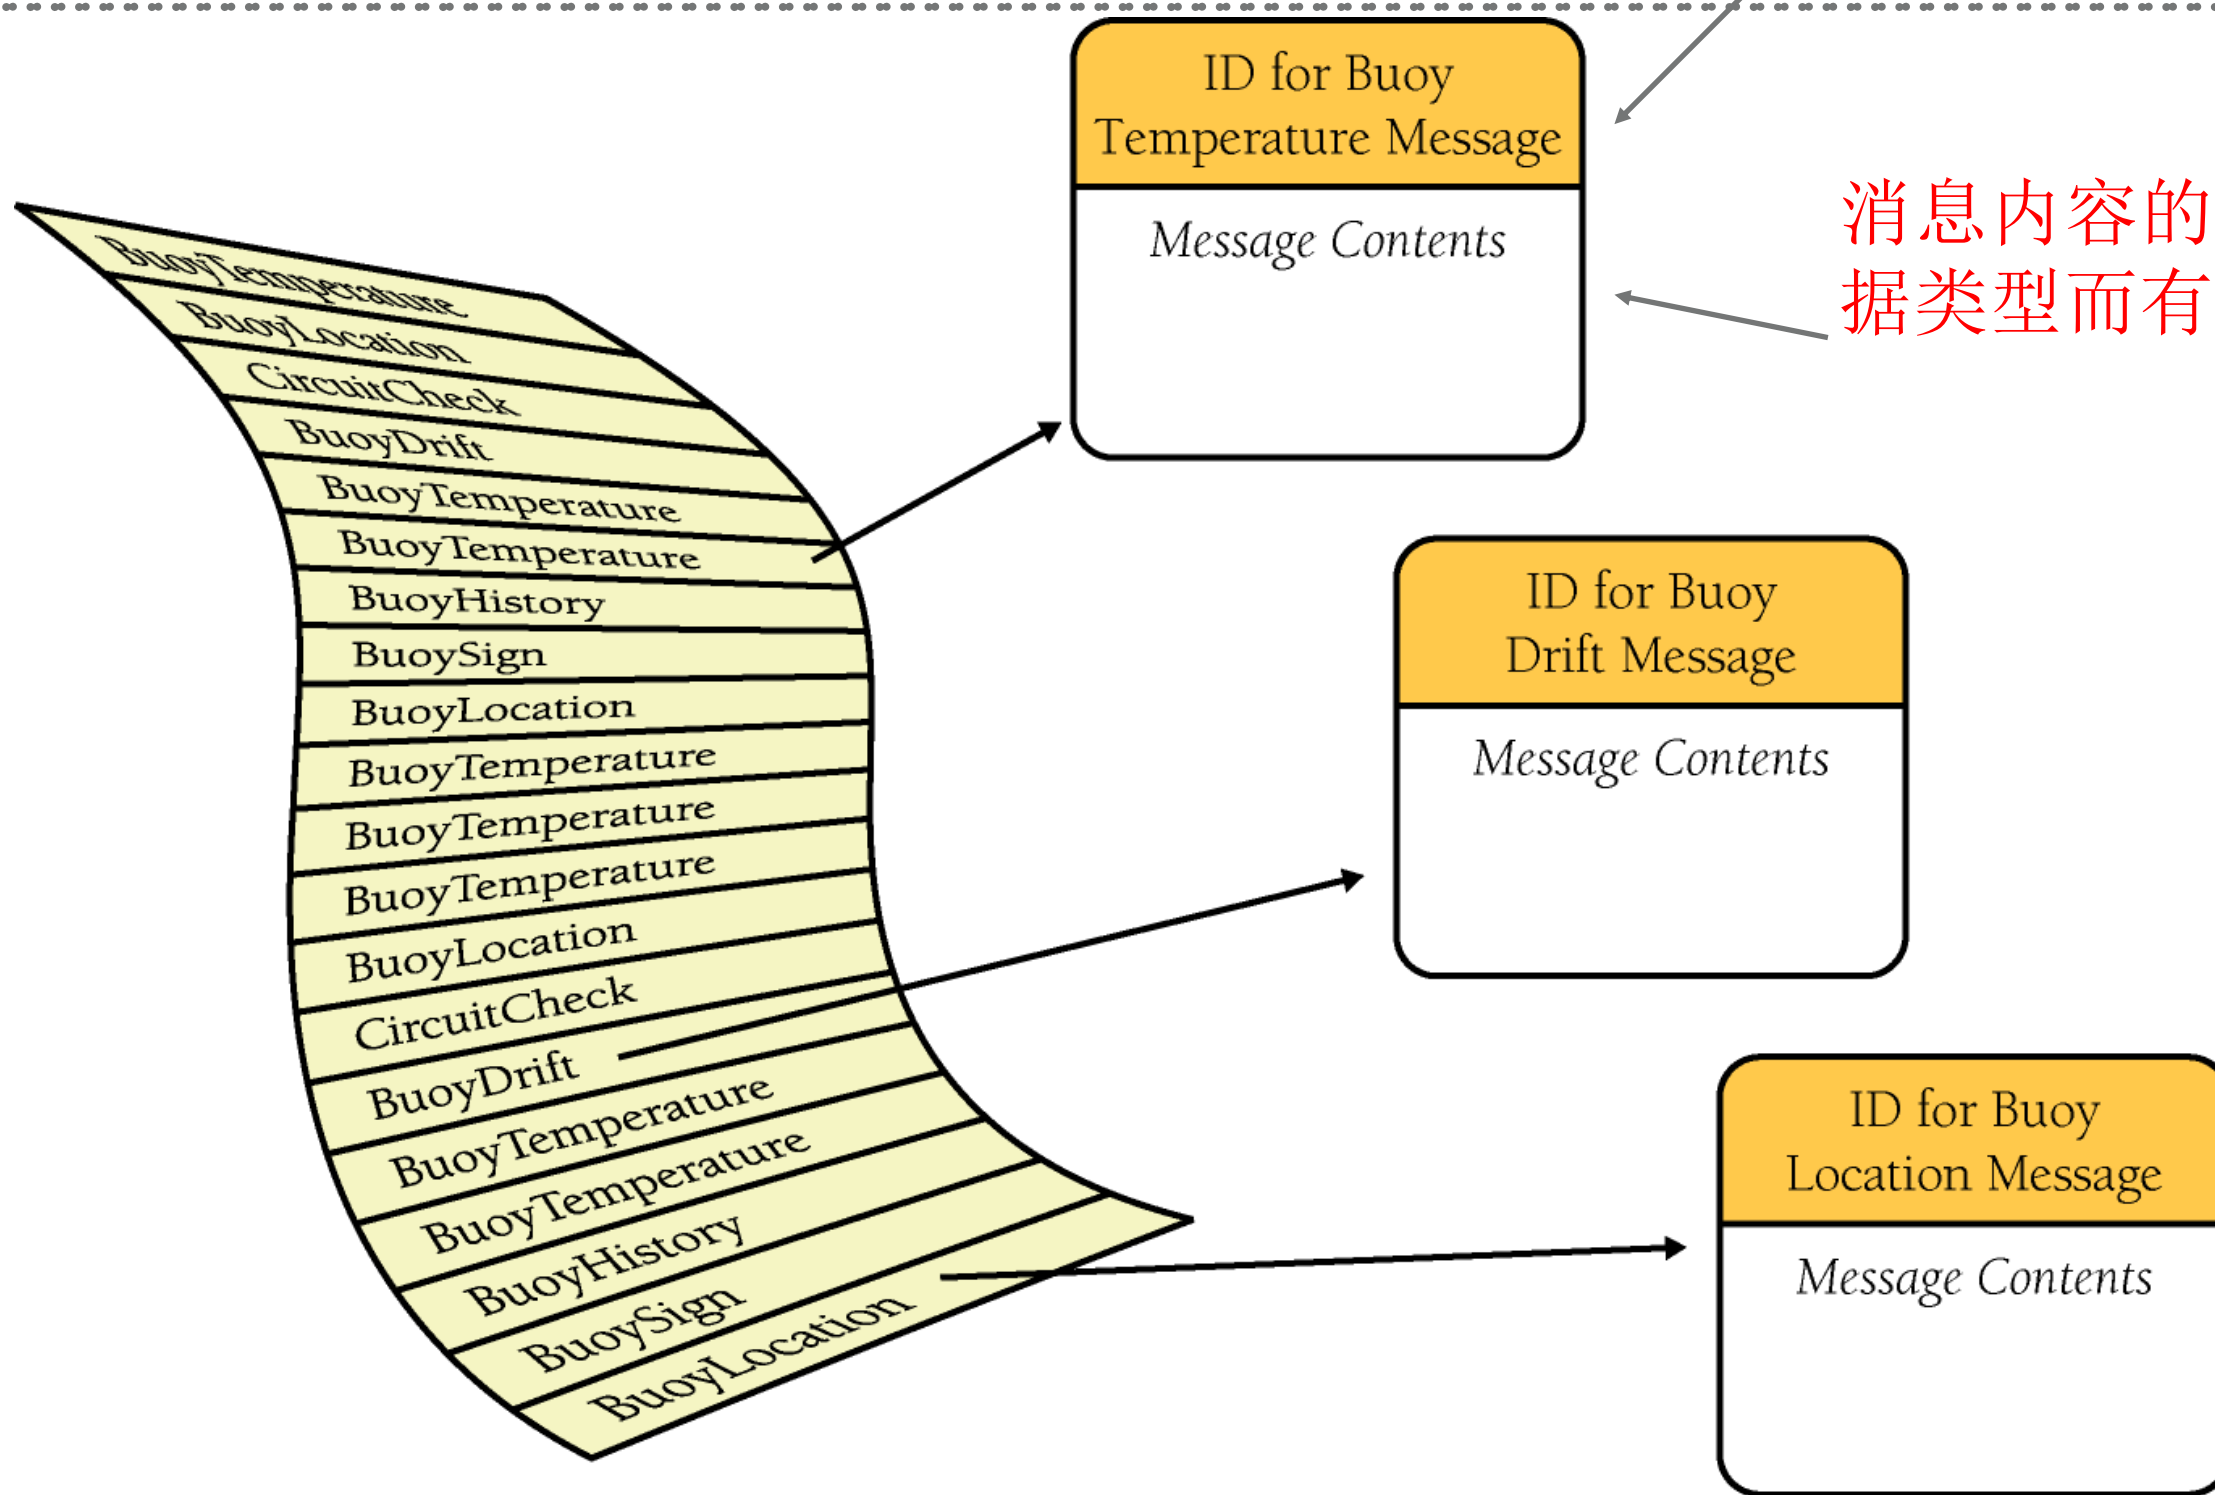 ID for Buoy
Temperature Message
Message Contents
消息内容的
据类型而有
BuoyTemperature
BuoyLocation
CircuitCheck
BuoyDrift
BuoyTemperature
BuoyTemperature
BuoyHistory
BuoySign
BuoyLocation
BuoyTemperature
BuoyTemperature
BuoyTemperature
BuoyLocation
CircuitCheck
BuoyDrift
BuoyTemperature
BuoyTemperature
BuoyHistory
BuoySign
BuoyLocation
ID for Buoy
Drift Message
Message Contents
ID for Buoy
Location Message
Message Contents